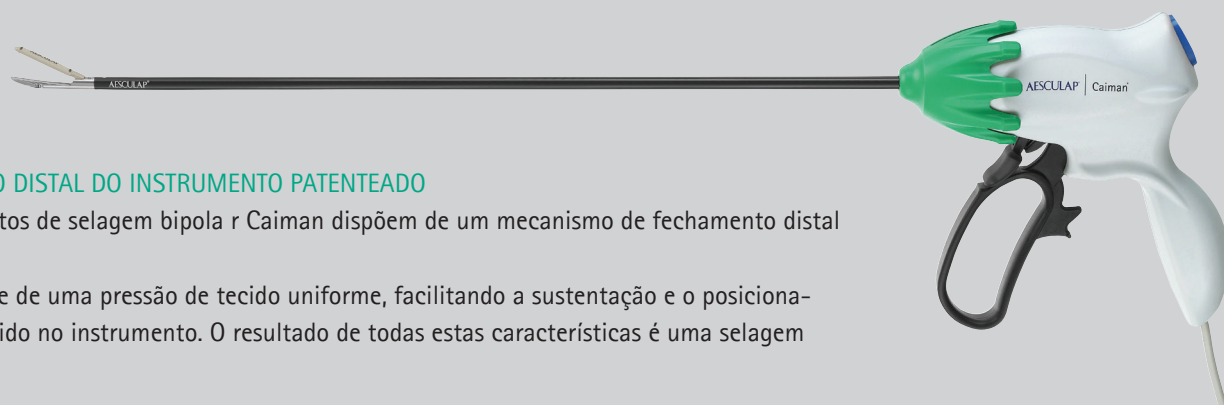 AESCULAP®
AESCULAP® | Caiman®
O DISTAL DO INSTRUMENTO PATENTEADO
tos de selagem bipola r Caiman dispõem de um mecanismo de fechamento distal
e de uma pressão de tecido uniforme, facilitando a sustentação e o posiciona-
ido no instrumento. O resultado de todas estas características é uma selagem